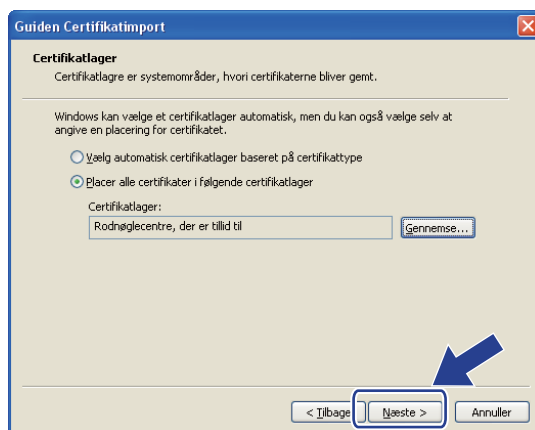 Guiden Certifikatimport
Certifikatlager
Certifikatlagre er systemområder, hvori certifikaterne bliver gemt.
Windows kan vælge et certifikatlager automatisk, men du kan også vælge selv at
angive en placering for certifikatet.
Vælg automatisk certifikatlager baseret på certifikattype
Placer alle certifikater i følgende certifikatlager
Certifikatlager:
Rodnøglecentre, der er tillid til
Gennemse...
< Tilbage
Næste >
Annuller